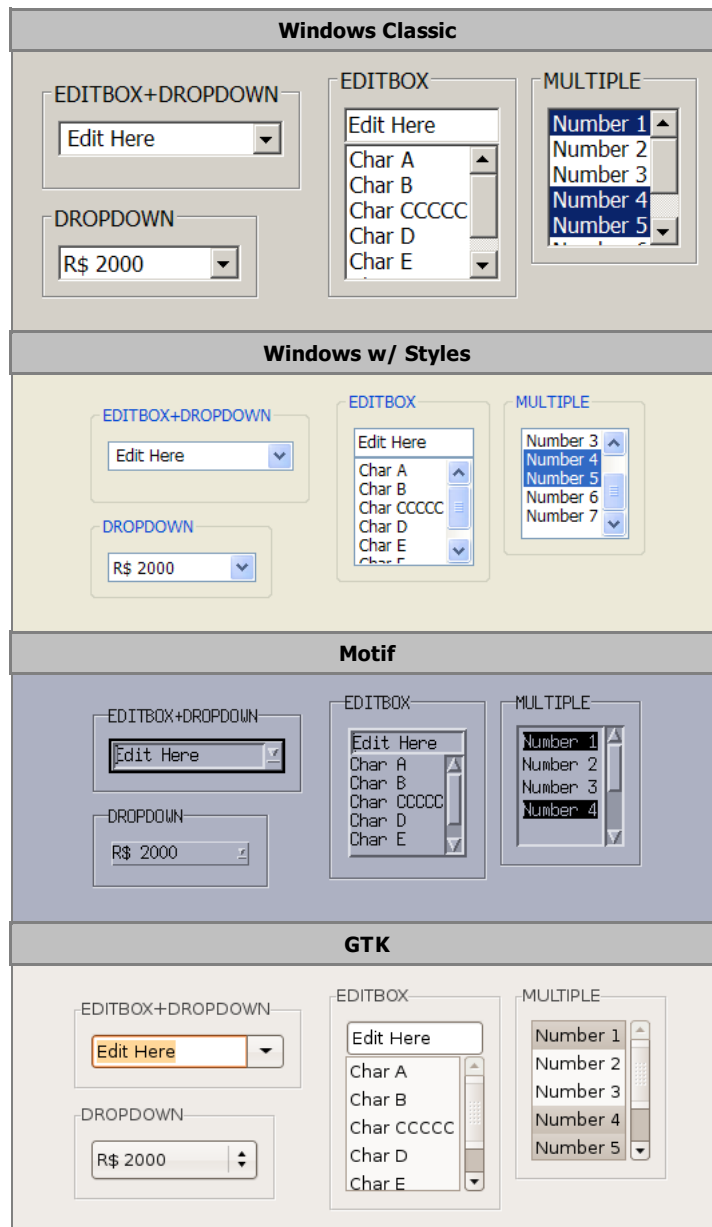 Windows Classic
EDITBOX+DROPDOWN
Edit Here
DROPDOWN
R$ 2000
EDITBOX
Edit Here
Char A
Char B
Char CCCCC
Char D
Char E
MULTIPLE
Number 1
Number 2
Number 3
Number 4
Number 5
Windows w/ Styles
EDITBOX+DROPDOWN
Edit Here
DROPDOWN
R$ 2000
EDITBOX
Edit Here
Char A
Char B
Char CCCCC
Char D
Char E
MULTIPLE
Number 3
Number 4
Number 5
Number 6
Number 7
Motif
EDITBOX+DROPDOWN
Edit Here
DROPDOWN
R$ 2000
EDITBOX
Edit Here
Char A
Char B
Char CCCCC
Char D
Char E
MULTIPLE
Number 1
Number 2
Number 3
Number 4
GTK
EDITBOX+DROPDOWN
Edit Here
DROPDOWN
R$ 2000
EDITBOX
Edit Here
Char A
Char B
Char CCCCC
Char D
Char E
MULTIPLE
Number 1
Number 2
Number 3
Number 4
Number 5